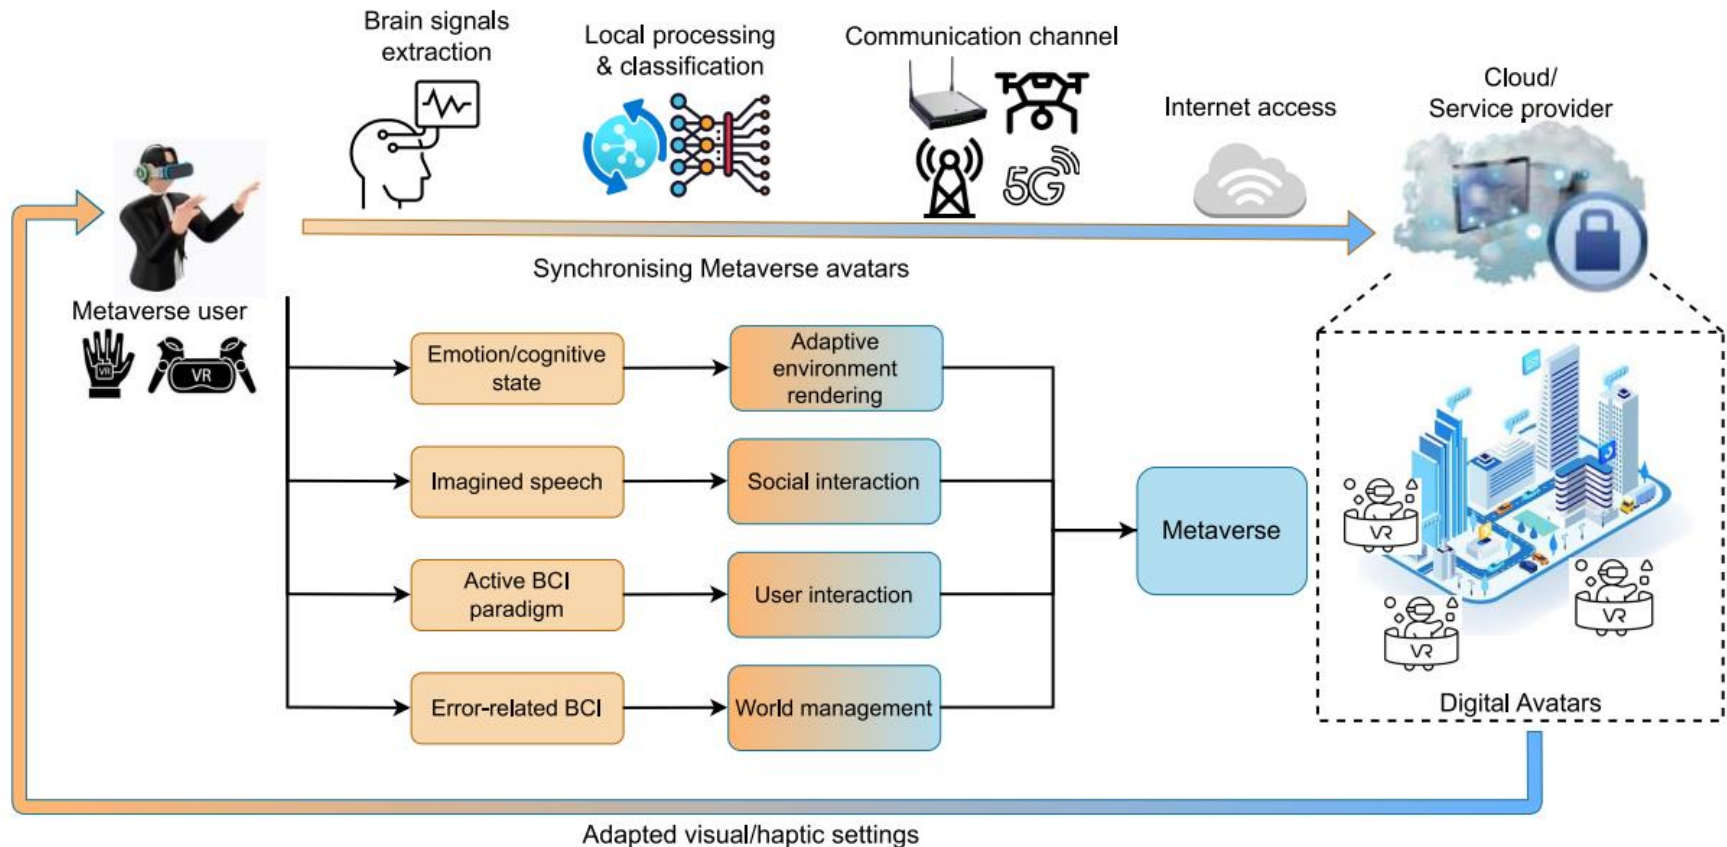 Brain signals
extraction
Local processing
& classification
Communication channel
5G
Internet access
Cloud/
Service provider
Synchronising Metaverse avatars
Metaverse user
VR
VR
Emotion/cognitive
state
Adaptive
environment
rendering
Imagined speech
Social interaction
Metaverse
Active BCI
paradigm
User interaction
Error-related BCI
World management
VR
VR
VR
Digital Avatars
Adapted visual/haptic settings